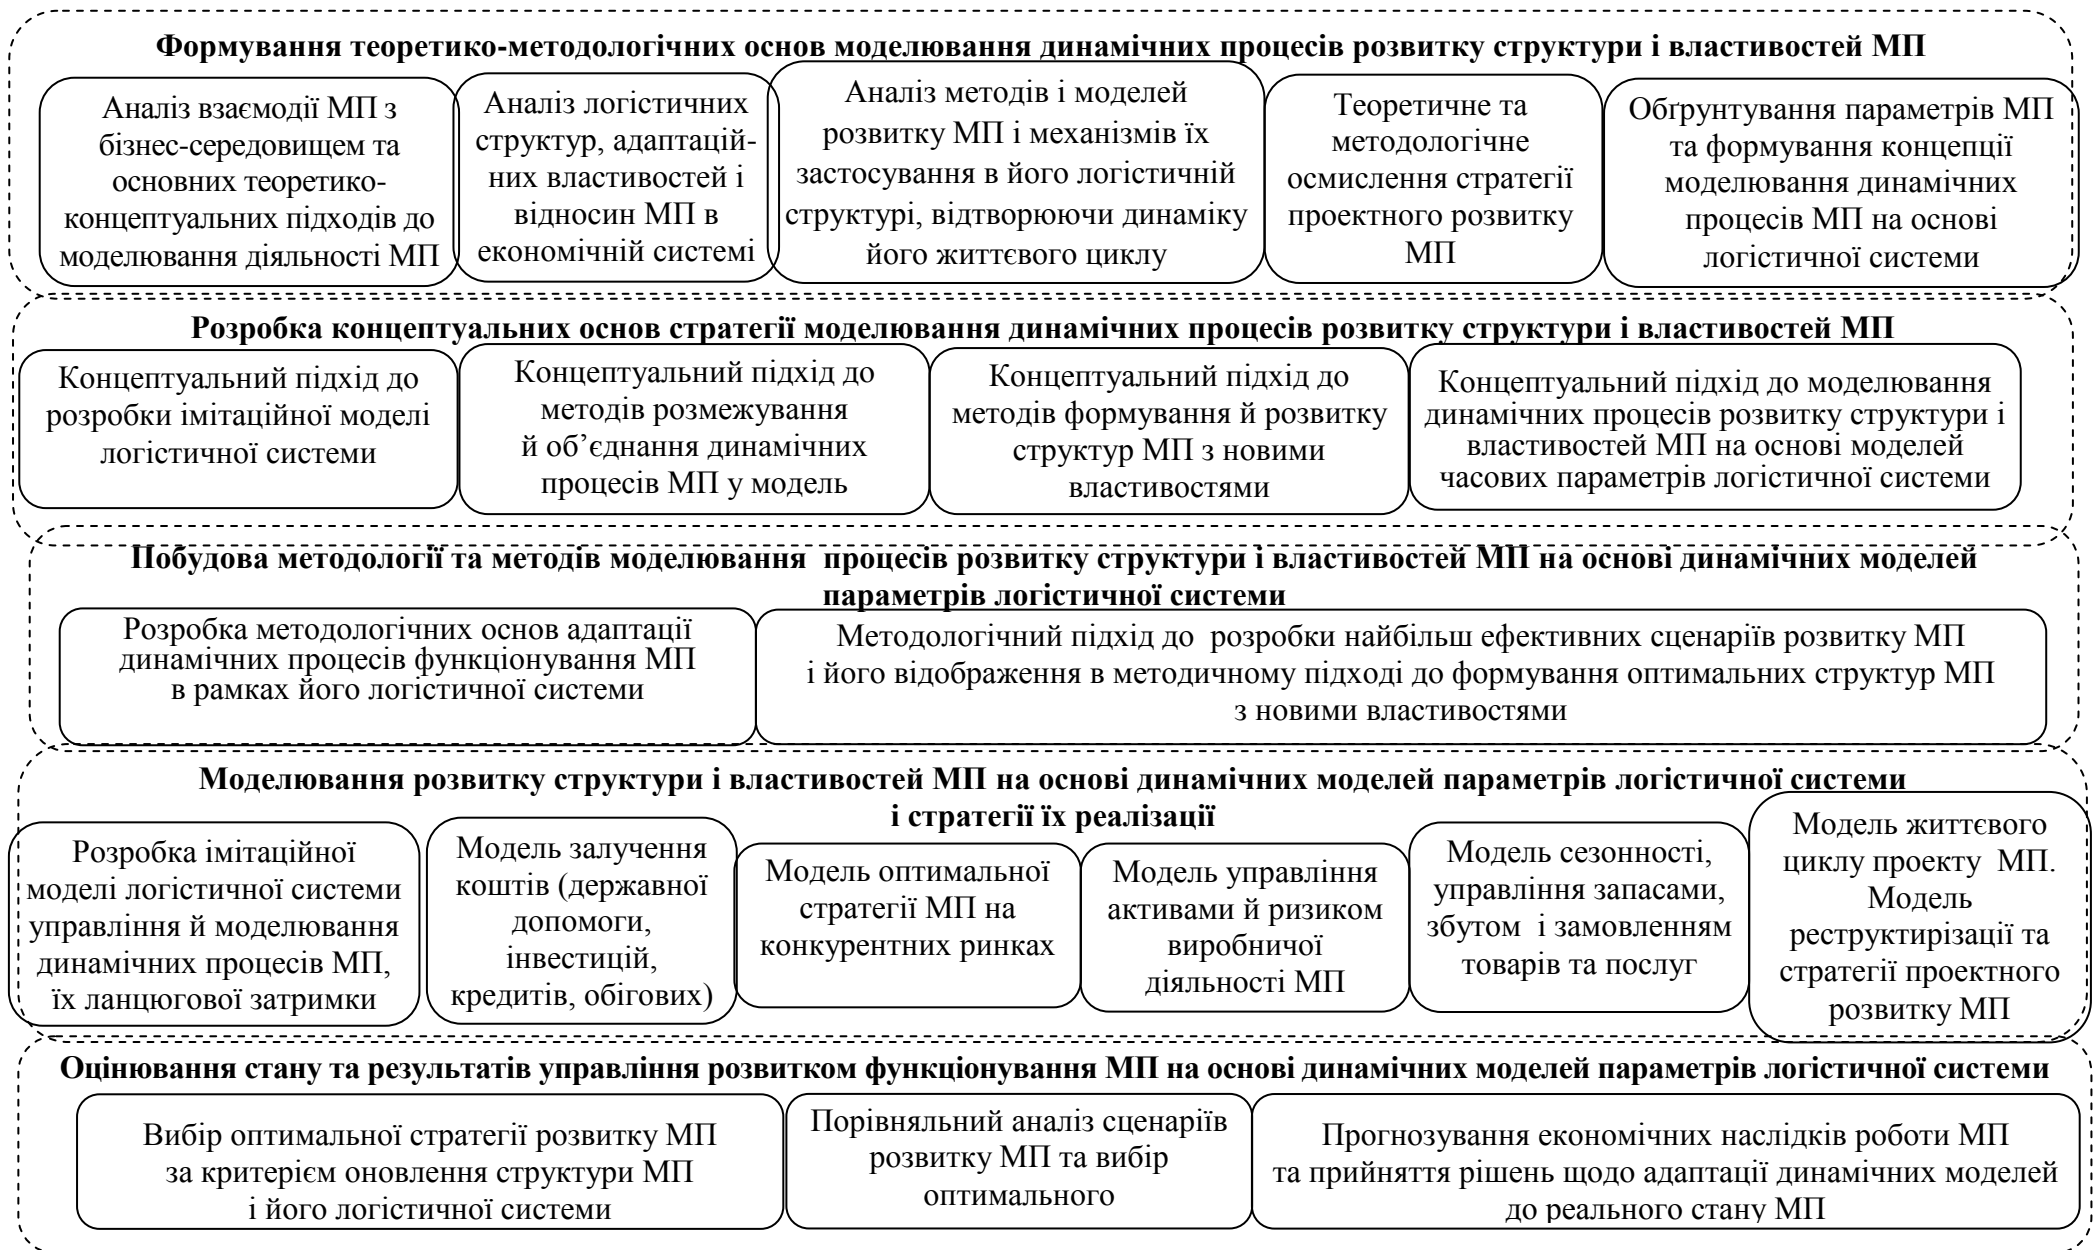 Формування теоретико-методологічних основ моделювання динамічних процесів розвитку структури і властивостей МП
Аналіз взаємодії МП з
бізнес-середовищем та
основних теоретико-
концептуальних підходів до
моделювання діяльності МП
Аналіз логістичних
структур, адаптацій-
них властивостей і
відносин МП в
економічній системі
Аналіз методів і моделей
розвитку МП і механізмів їх
застосування в його логістичній
структурі, відтворюючи динаміку
його життєвого циклу
Теоретичне та
методологічне
осмислення стратегії
проектного розвитку
МП
Обґрунтування параметрів МП
та формування концепції
моделювання динамічних
процесів МП на основі
логістичної системи
Розробка концептуальних основ стратегії моделювання динамічних процесів розвитку структури і властивостей МП
Концептуальний підхід до
розробки імітаційної моделі
логістичної системи
Концептуальний підхід до
методів розмежування
й об’єднання динамічних
процесів МП у модель
Концептуальний підхід до
методів формування й розвитку
структур МП з новими
властивостями
Концептуальний підхід до моделювання
динамічних процесів розвитку структури і
властивостей МП на основі моделей
часових параметрів логістичної системи
Побудова методології та методів моделювання процесів розвитку структури і властивостей МП на основі динамічних моделей
параметрів логістичної системи
Розробка методологічних основ адаптації
динамічних процесів функціонування МП
в рамках його логістичної системи
Методологічний підхід до розробки найбільш ефективних сценаріїв розвитку МП
і його відображення в методичному підході до формування оптимальних структур МП
з новими властивостями
Моделювання розвитку структури і властивостей МП на основі динамічних моделей параметрів логістичної системи
і стратегії їх реалізації
Розробка імітаційної
моделі логістичної системи
управління й моделювання
динамічних процесів МП,
їх ланцюгової затримки
Модель залучення
коштів (державної
допомоги,
інвестицій,
кредитів, обігових)
Модель оптимальної
стратегії МП на
конкурентних ринках
Модель управління
активами й ризиком
виробничої
діяльності МП
Модель сезонності,
управління запасами,
збутом і замовленням
товарів та послуг
Модель життєвого
циклу проекту МП.
Модель
реструктирізації та
стратегії проектного
розвитку МП
Оцінювання стану та результатів управління розвитком функціонування МП на основі динамічних моделей параметрів логістичної системи
Вибір оптимальної стратегії розвитку МП
за критерієм оновлення структури МП
і його логістичної системи
Порівняльний аналіз сценаріїв
розвитку МП та вибір
оптимального
Прогнозування економічних наслідків роботи МП
та прийняття рішень щодо адаптації динамічних моделей
до реального стану МП